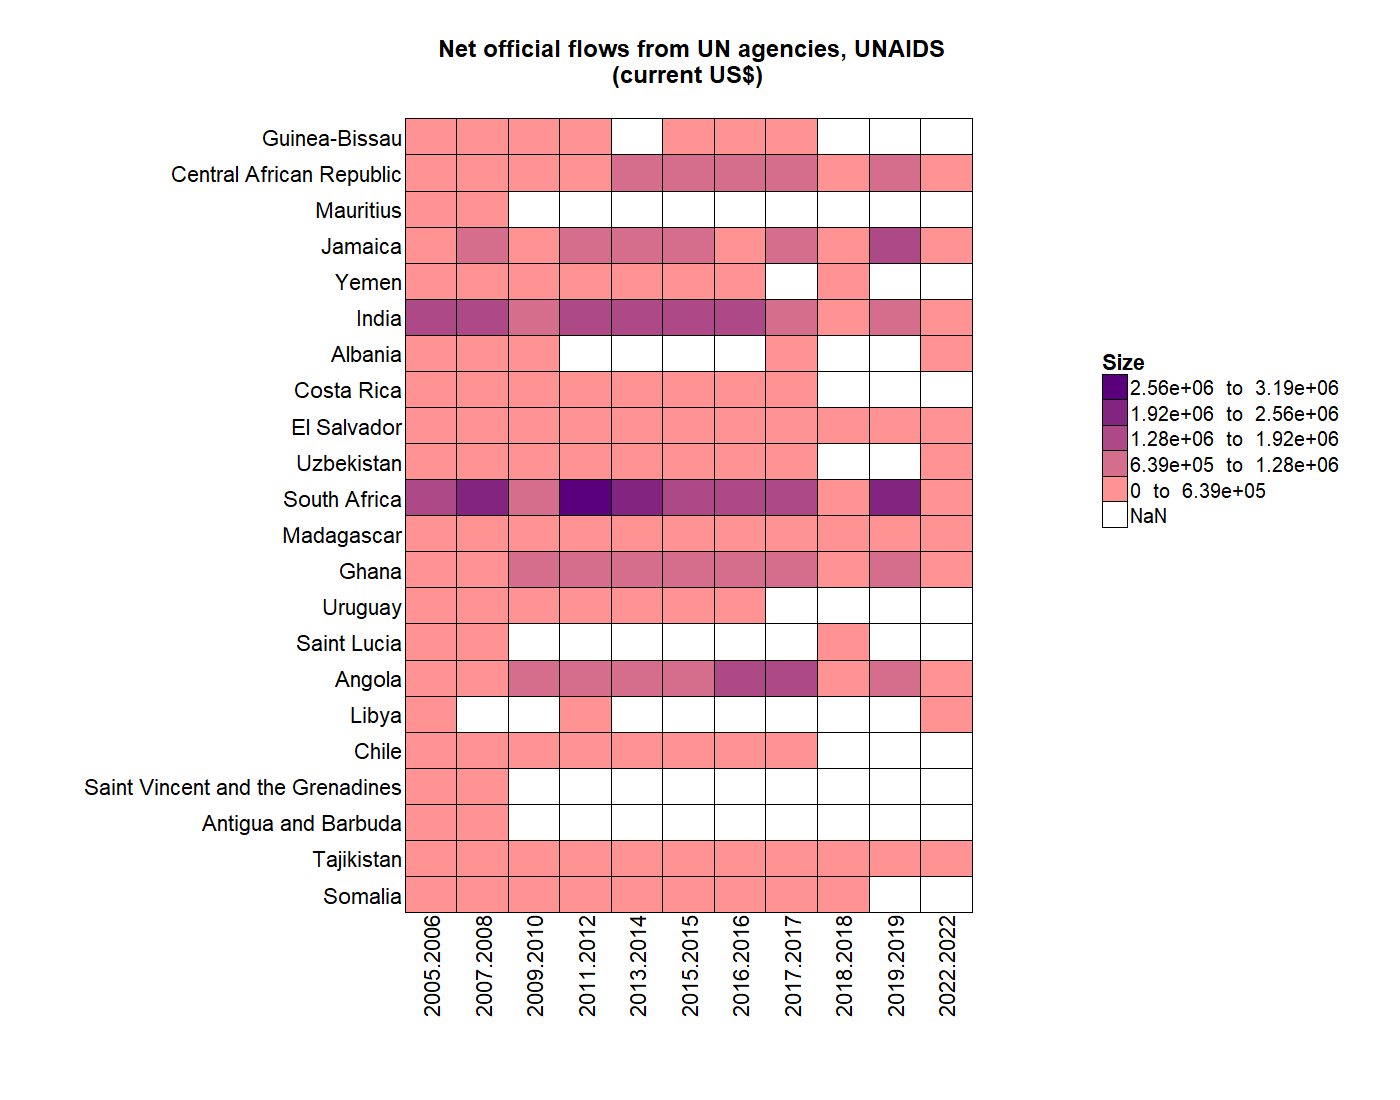 Net official flows from UN agencies, UNAIDS
(current US$)
Guinea-Bissau
Central African Republic
Mauritius
Jamaica
Yemen
India
Albania
Costa Rica
El Salvador
Uzbekistan
South Africa
Madagascar
Ghana
Uruguay
Saint Lucia
Angola
Libya
Chile
Saint Vincent and the Grenadines
Antigua and Barbuda
Tajikistan
Somalia
2005.2006
2007.2008
2009.2010
2011.2012
2013.2014
2015.2015
2016.2016
2017.2017
2018.2018
2019.2019
2022.2022
Size
2.56e+06 to 3.19e+06
1.92e+06 to 2.56e+06
1.28e+06 to 1.92e+06
6.39e+05 to 1.28e+06
0 to 6.39e+05
NaN